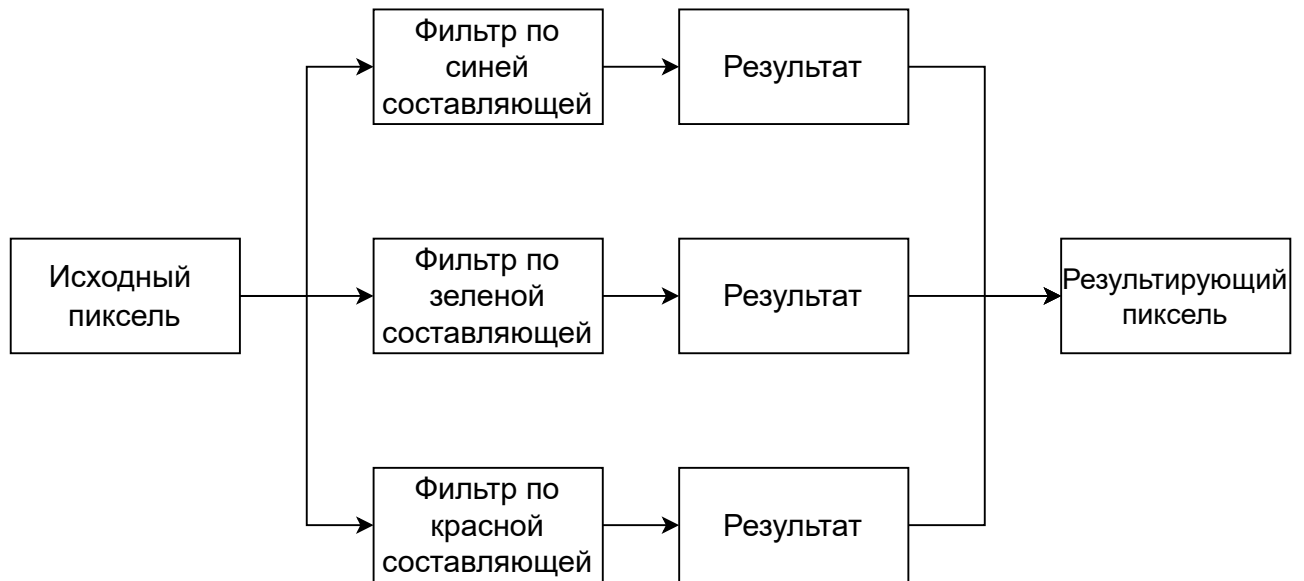 Фильтр по
синей
составляющей
Результат
Исходный
пиксель
Фильтр по
зеленой
составляющей
Результат
Результирующий
пиксель
Фильтр по
красной
составляющей
Результат